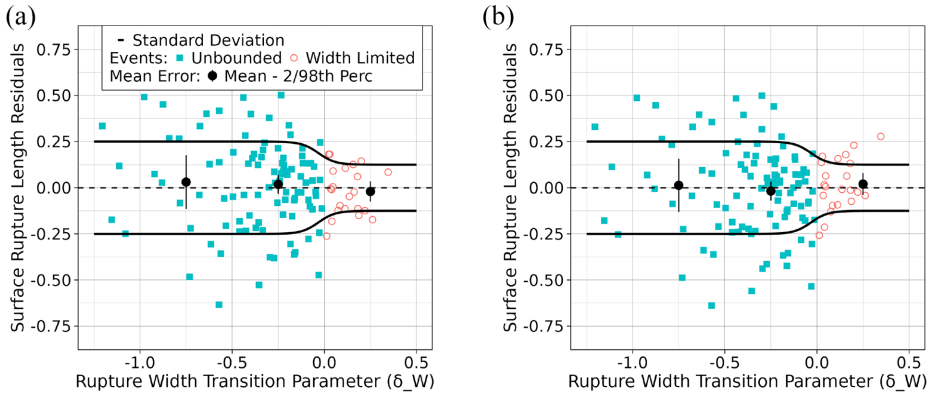 (a)
Standard Deviation
Events: Unbounded Width Limited
Mean Error: Mean - 2/98th Perc
Surface Rupture Length Residuals
0.75
0.50
0.25
0.00
-0.25
-0.50
-0.75
-1.0 -0.5 0.0 0.5
Rupture Width Transition Parameter (δ_W)
(b)
Surface Rupture Length Residuals
0.75
0.50
0.25
0.00
-0.25
-0.50
-0.75
-1.0 -0.5 0.0 0.5
Rupture Width Transition Parameter (δ_W)